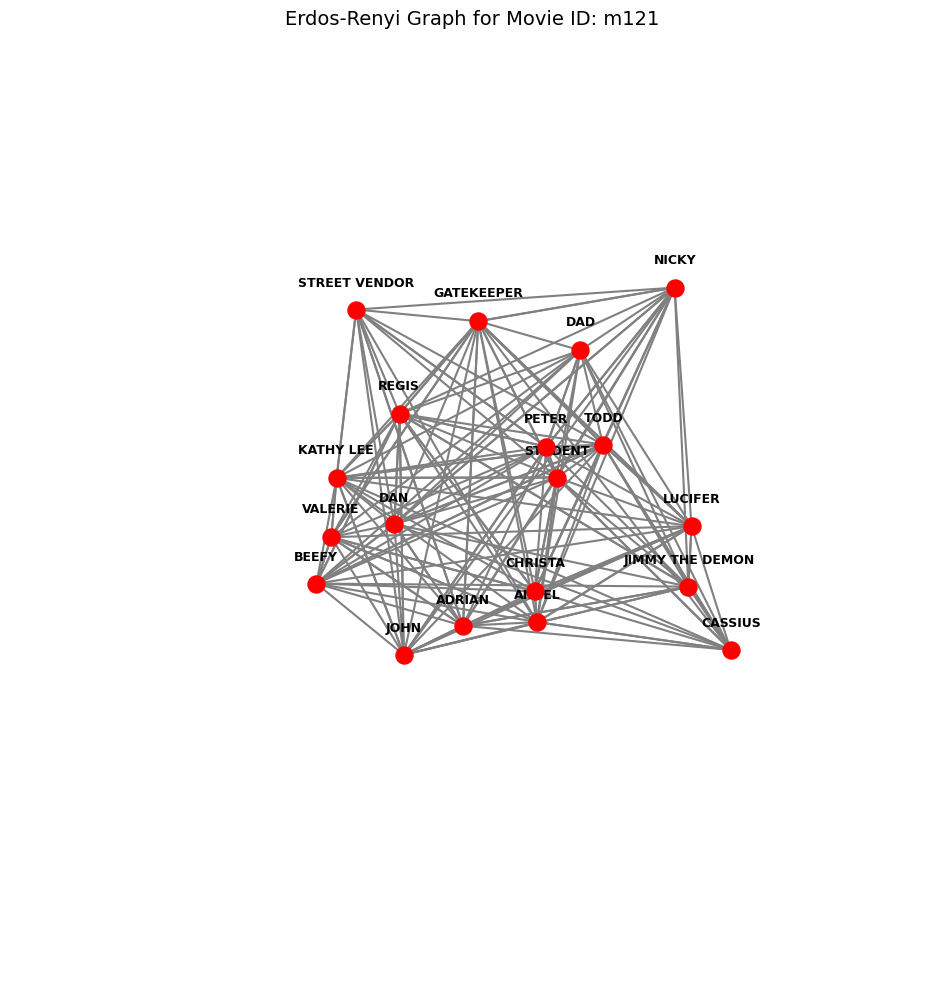 Erdos-Renyi Graph for Movie ID: m121
NICKY
STREET VENDOR
GATEKEEPER
DAD
REGIS
PETER
TODD
KATHY LEE
STUDENT
DAN
LUCIFER
VALERIE
BEEFY
CHRISTA
JIMMY THE DEMON
ADRIAN
JOHN
CASSIUS